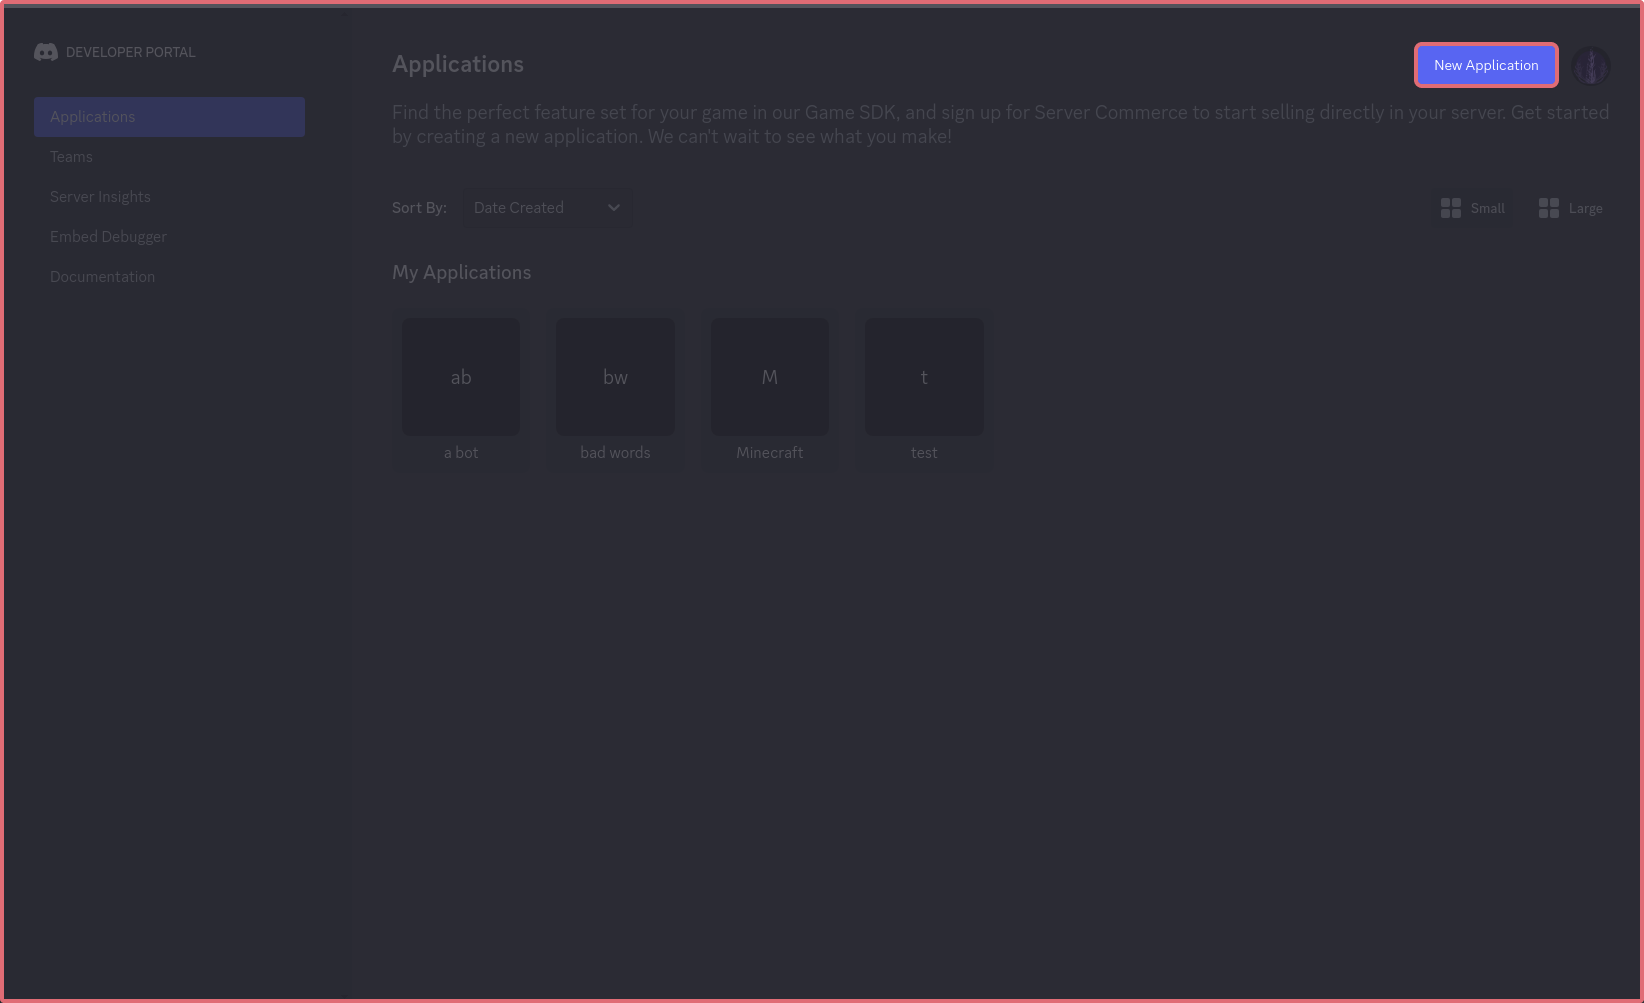 DEVELOPER PORTAL
Applications
Teams
Server Insights
Embed Debugger
Documentation
Applications
New Application
Find the perfect feature set for your game in our Game SDK, and sign up for Server Commerce to start selling directly in your server. Get started
by creating a new application. We can't wait to see what you make!
Sort By: Date Created
Small Large
My Applications
ab bw M t
a bot bad words Minecraft test